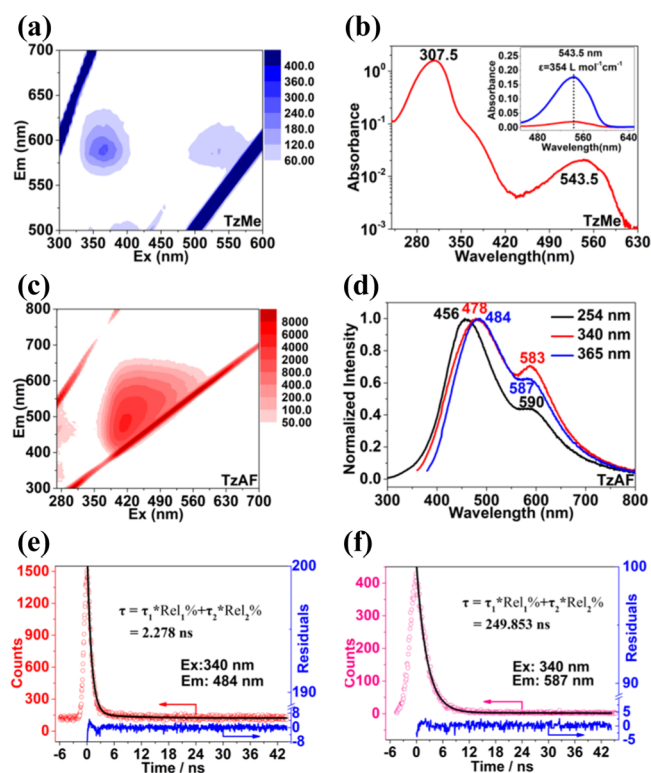 (a)
700
650
600
550
500
Em (nm)
300 350 400 450 500 550 600
Ex (nm)
TzMe
400.0
360.0
300.0
240.0
180.0
120.0
60.00
(b)
10⁰
10⁻¹
10⁻²
10⁻³
Absorbance
307.5
543.5
TzMe
300 360 420 490 560 630
Wavelength(nm)
543.5 nm
ε=354 L mol⁻¹cm⁻¹
0.25
0.20
0.15
0.10
0.05
0.00
Absorbance
480 560 640
Wavelength(nm)
(c)
800
700
600
500
400
300
Em (nm)
280 350 420 490 560 630 700
Ex (nm)
TzAF
8000
6000
4000
2000
1000
400.0
200.0
100.0
50.00
(d)
1.0
0.8
0.6
0.4
0.2
0.0
Normalized Intensity
456 478
484
583
587
590
254 nm
340 nm
365 nm
300 400 500 600 700 800
Wavelength (nm)
(e)
1500
1200
900
600
300
0
Counts
τ = τ₁*Rel₁%+τ₂*Rel₂%
= 2.278 ns
Ex:340 nm
Em: 484 nm
200
190
8
0
-8
Residuals
-6 0 6 12 18 24 30 36 42
Time / ns
(f)
400
300
200
100
0
Counts
τ = τ₁*Rel₁%+τ₂*Rel₂%
= 249.853 ns
Ex: 340 nm
Em: 587 nm
100
90
5
0
-5
Residuals
-6 0 6 12 18 24 30 36 42
Time / ns